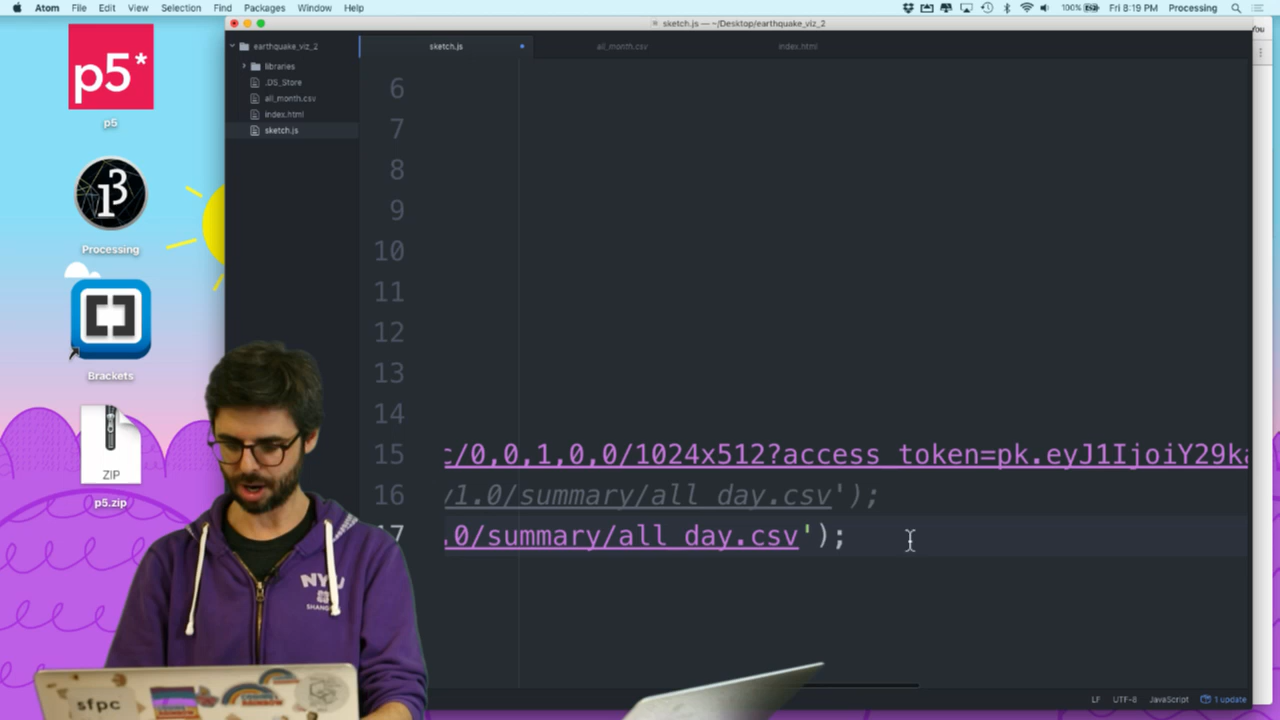 Atom File Edit View Selection Find Packages Window Help
100%
Fri 8:19 PM Processing
sketch.js — ~/Desktop/earthquake_viz_2
You
earthquake_viz_2
sketch.js
all_month.csv
index.html
libraries
.DS_Store
all_month.csv
index.html
sketch.js
p5*
p5
Processing
Brackets
ZIP
p5.zip
6
7
8
9
10
11
12
13
14
15 c/0,0,1,0,0/1024x512?access_token=pk.eyJ1IjoiY29ka
16 /v1.0/summary/all_day.csv');
17 .0/summary/all_day.csv');
NYU
SHANG
sfpc
LF UTF-8 JavaScript 1 update